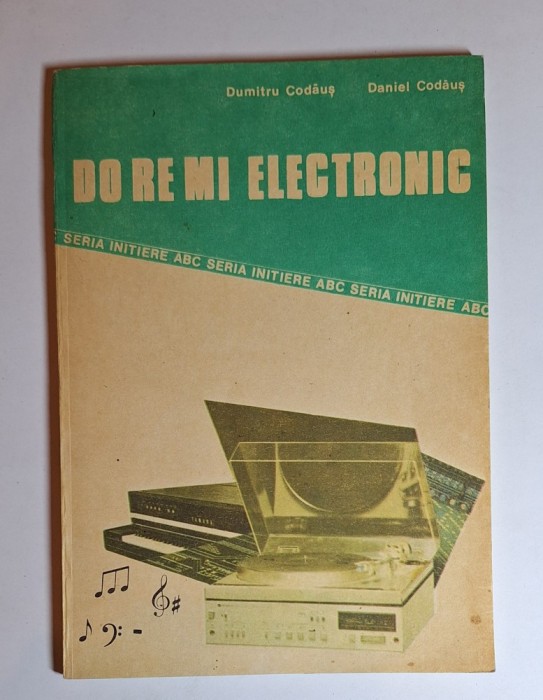 Dumitru Codăuş Daniel Codăuş
DO RE MI ELECTRONIC
SERIA INITIERE ABC SERIA INITIERE ABC SERIA INITIERE ABC